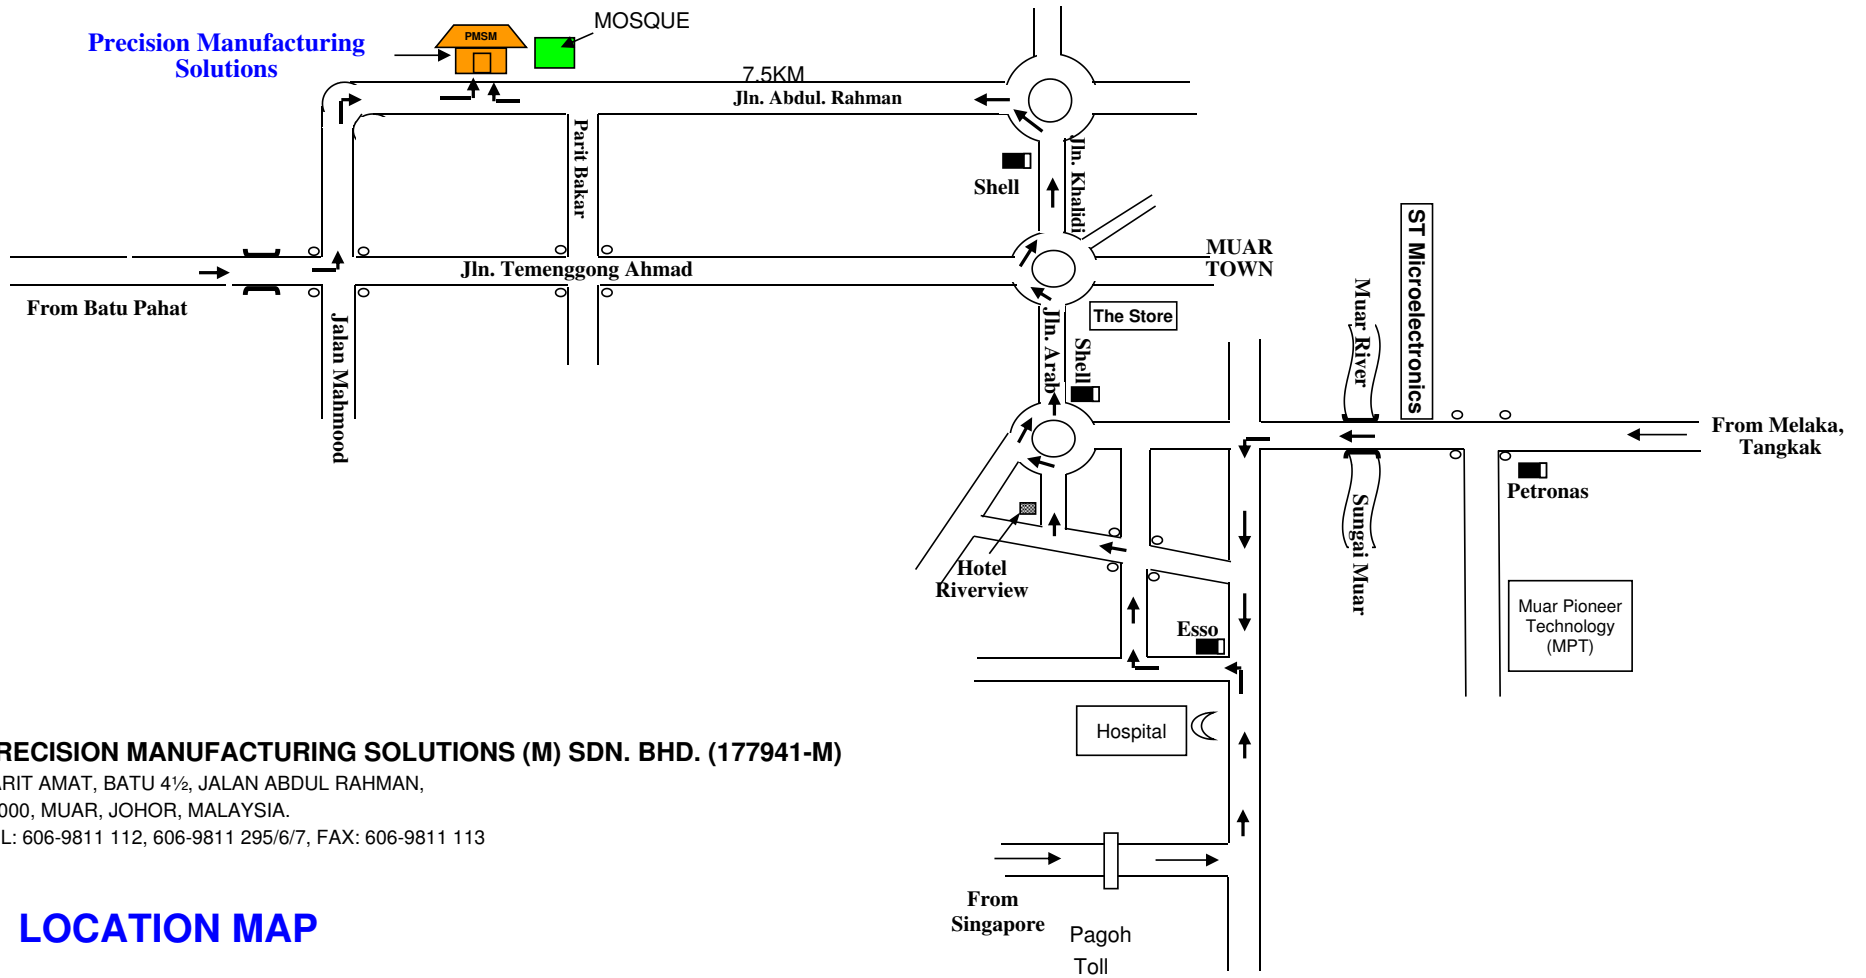 MOSQUE
PMSM
Precision Manufacturing
Solutions
7.5KM
Jln. Abdul. Rahman
Parit Bakar
Jln. Khalidi
Shell
Jln. Temenggong Ahmad
MUAR
TOWN
From Batu Pahat
Jalan Mahmood
The Store
Jln. Arab
Shell
Muar River
ST Microelectronics
From Melaka,
Tangkak
Petronas
Sungai Muar
Hotel
Riverview
Esso
Muar Pioneer
Technology
(MPT)
Hospital
RECISION MANUFACTURING SOLUTIONS (M) SDN. BHD. (177941-M)
ARIT AMAT, BATU 4½, JALAN ABDUL RAHMAN,
000, MUAR, JOHOR, MALAYSIA.
L: 606-9811 112, 606-9811 295/6/7, FAX: 606-9811 113
From
Singapore
Pagoh
Toll
LOCATION MAP